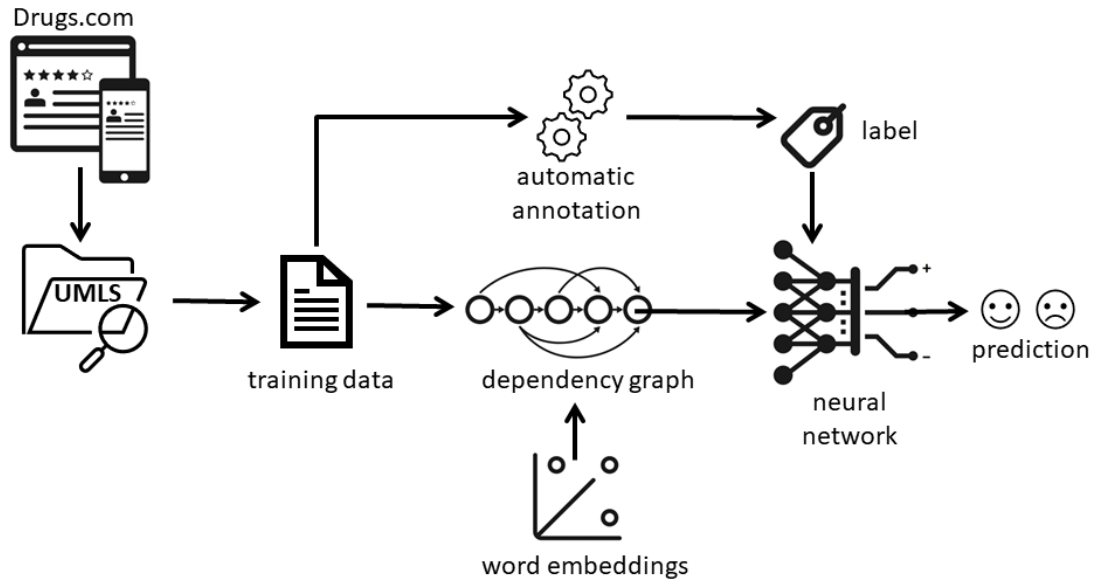 Drugs.com
automatic
annotation
label
UMLS
training data
dependency graph
+
−
neural
network
prediction
word embeddings